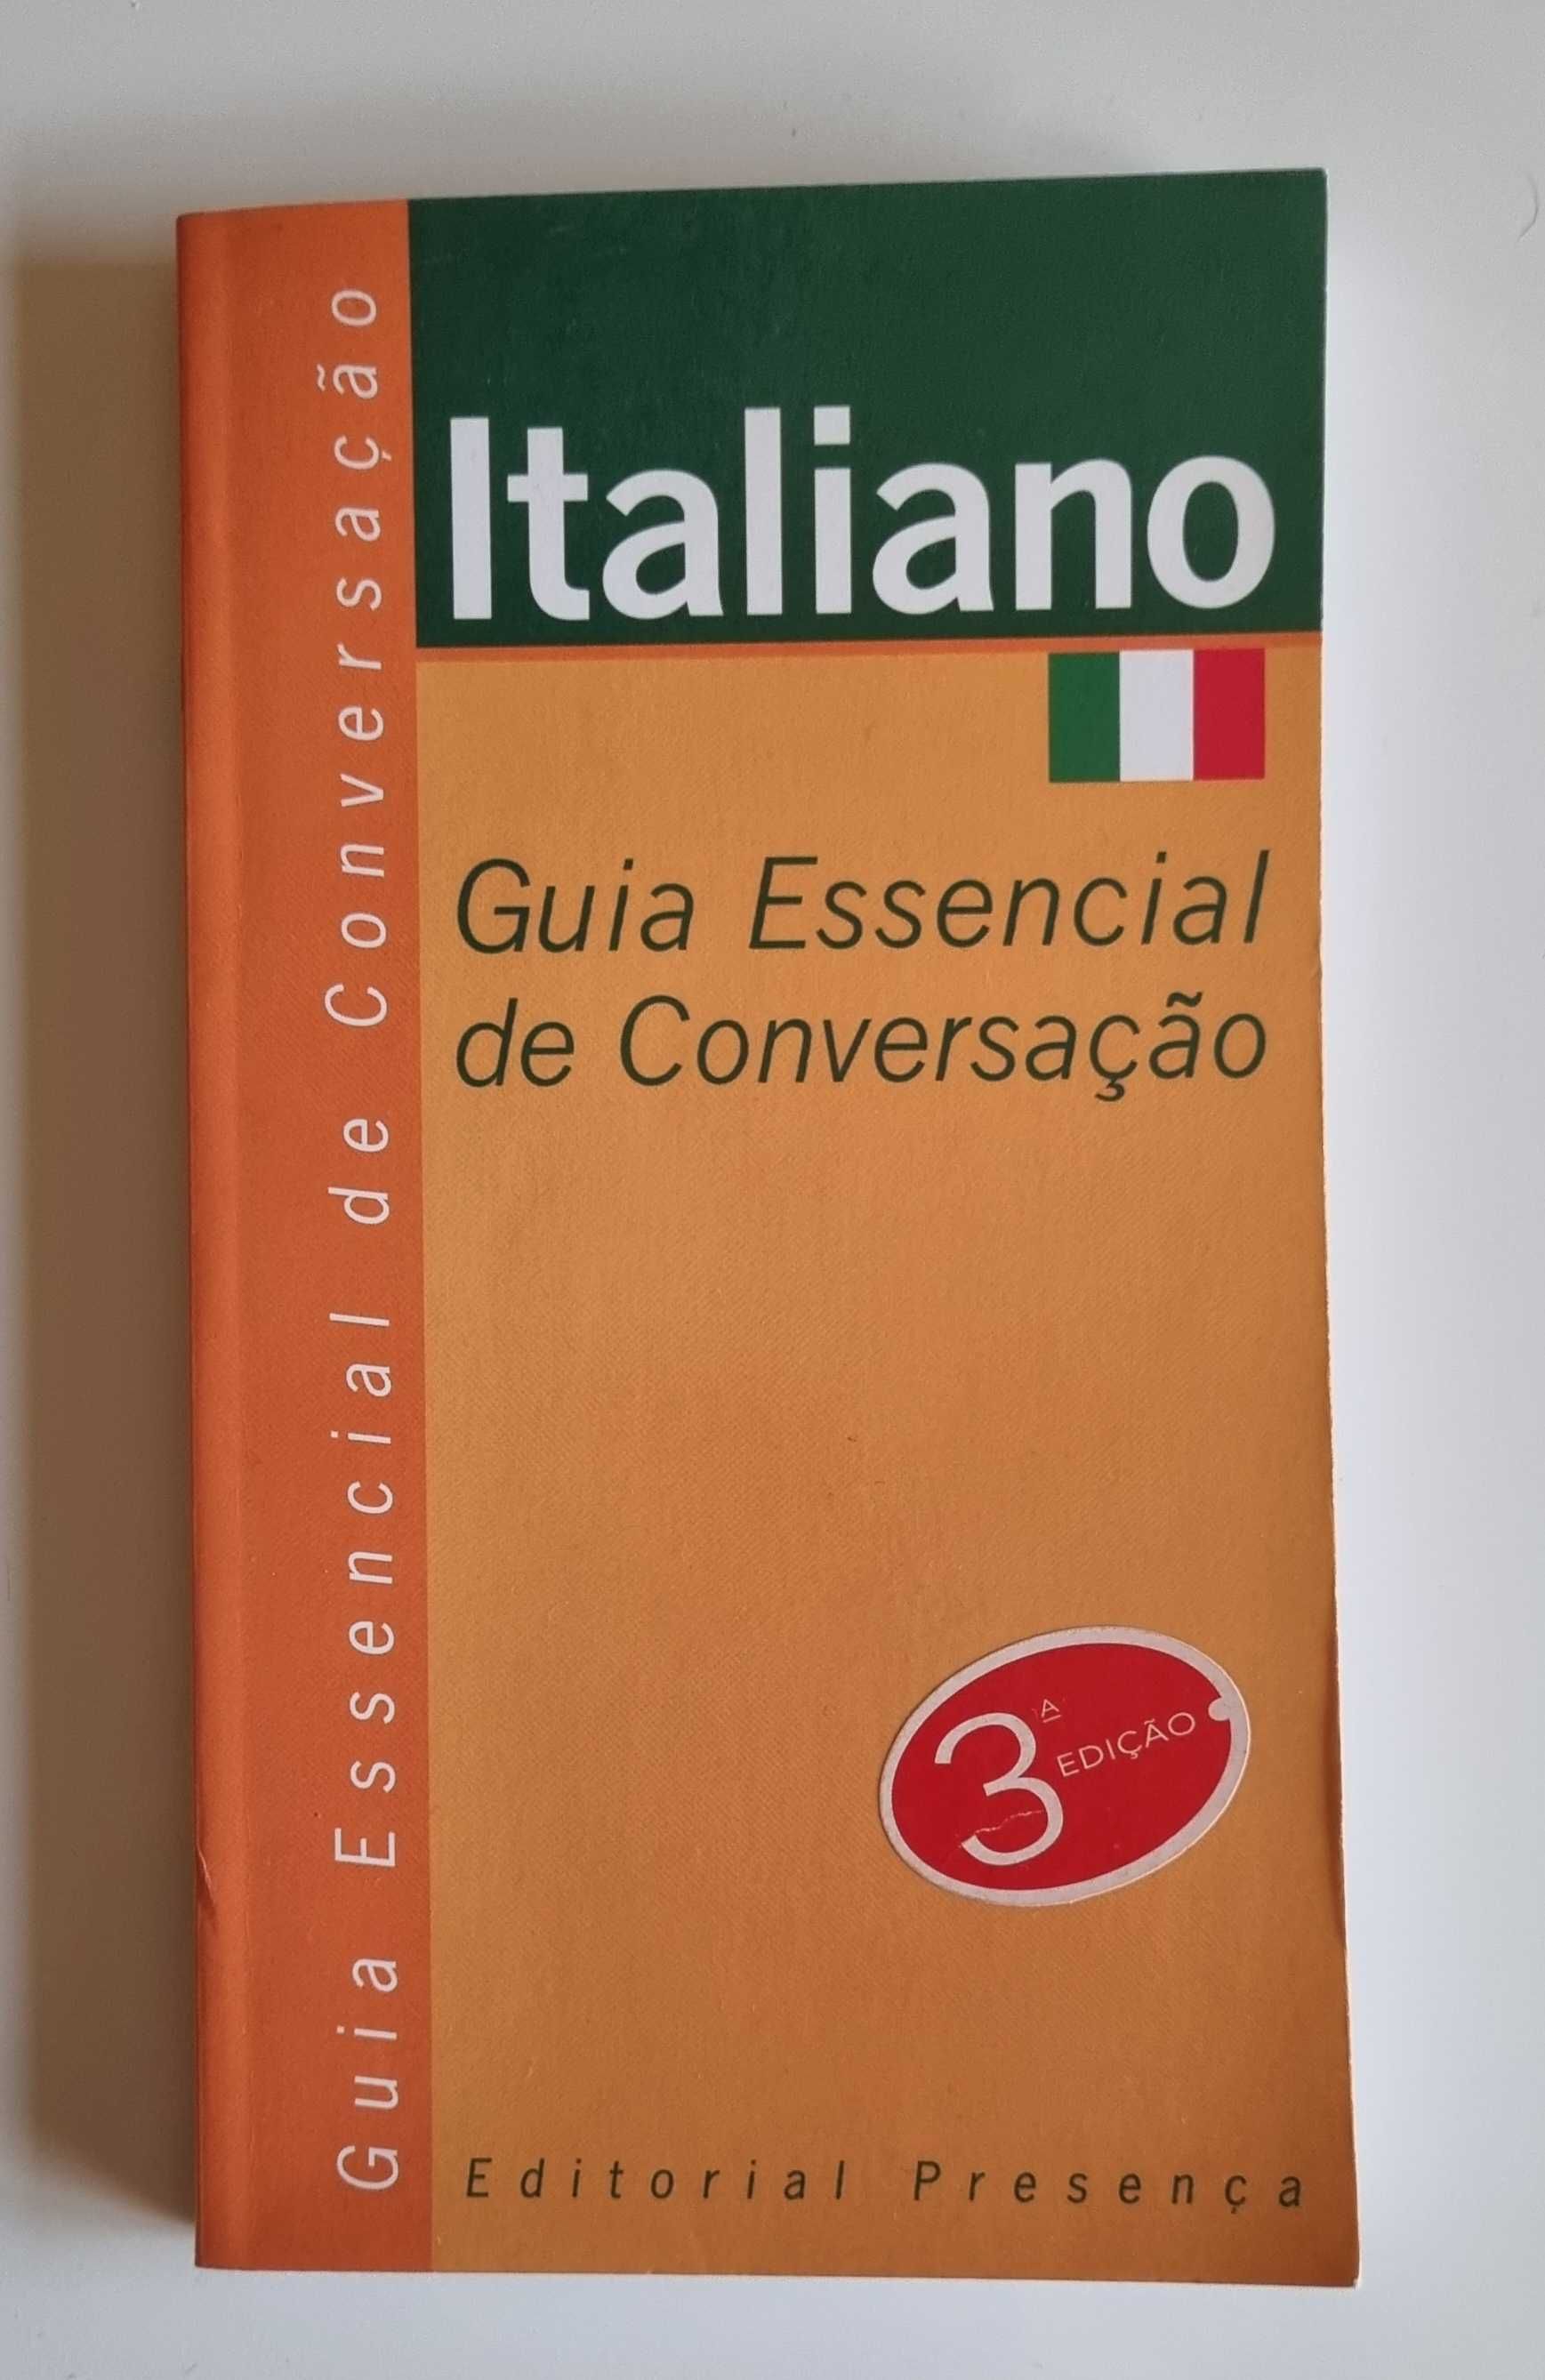 Guia Essencial de Conversação
Italiano
Guia Essencial
de Conversação
3ª
EDIÇÃO
Editorial Presença